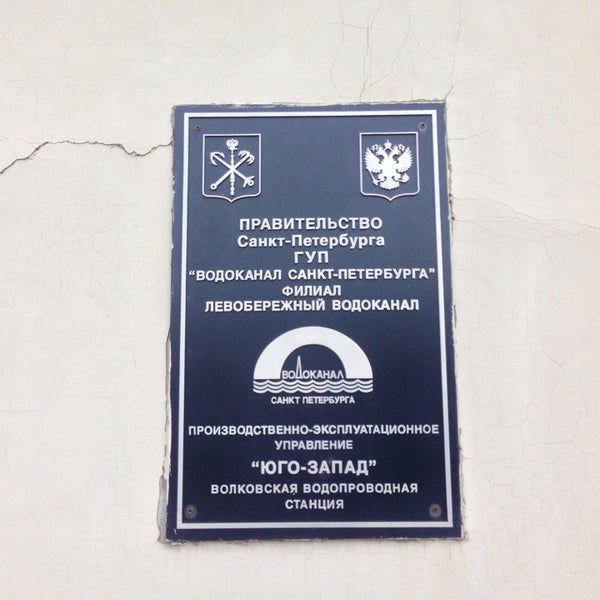 ПРАВИТЕЛЬСТВО
Санкт-Петербурга
ГУП
“ВОДОКАНАЛ САНКТ-ПЕТЕРБУРГА”
ФИЛИАЛ
ЛЕВОБЕРЕЖНЫЙ ВОДОКАНАЛ
ВОДОКАНАЛ
САНКТ ПЕТЕРБУРГА
ПРОИЗВОДСТВЕННО-ЭКСПЛУАТАЦИОННОЕ
УПРАВЛЕНИЕ
“ЮГО-ЗАПАД”
ВОЛКОВСКАЯ ВОДОПРОВОДНАЯ
СТАНЦИЯ